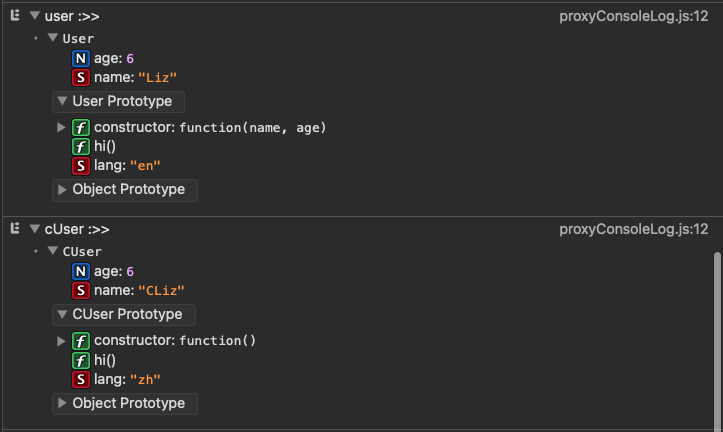 user :>> proxyConsoleLog.js:12
User
N age: 6
S name: "Liz"
User Prototype
f constructor: function(name, age)
f hi()
S lang: "en"
Object Prototype
cUser :>> proxyConsoleLog.js:12
CUser
N age: 6
S name: "CLiz"
CUser Prototype
f constructor: function()
f hi()
S lang: "zh"
Object Prototype